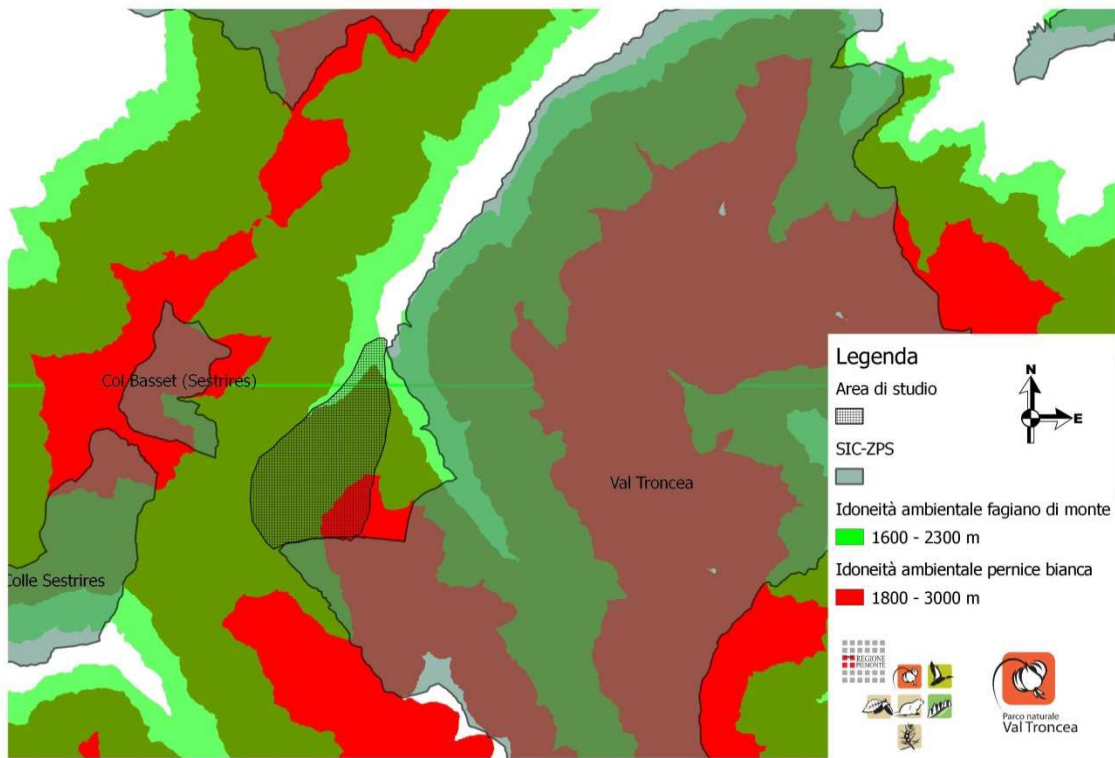 Col Basset (Sestrires)
Val Troncea
Colle Sestrires
Legenda
Area di studio
N
E
SIC-ZPS
Idoneità ambientale fagiano di monte
1600 - 2300 m
Idoneità ambientale pernice bianca
1800 - 3000 m
REGIONE
PIEMONTE
Parco naturale
Val Troncea